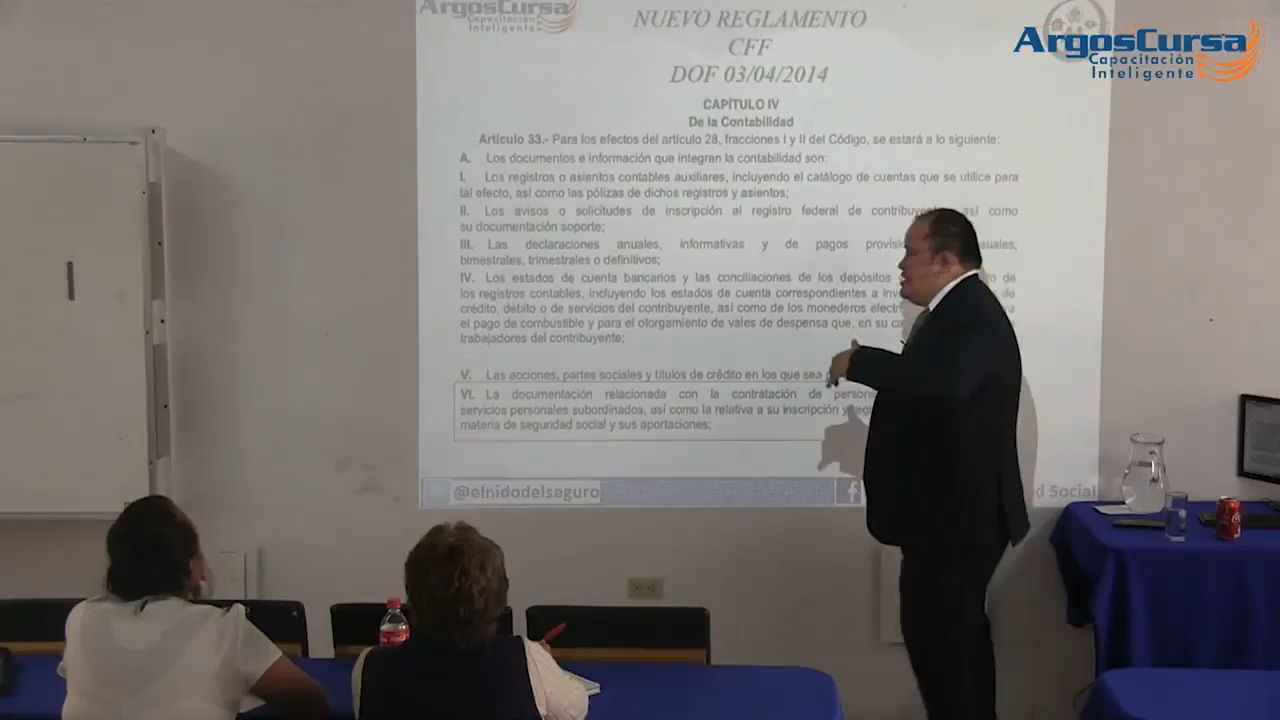 ArgosCursa
Capacitación
Inteligente
NUEVO REGLAMENTO
CFF
DOF 03/04/2014
ArgosCursa
Capacitación
Inteligente
CAPÍTULO IV
De la Contabilidad
Artículo 33.- Para los efectos del artículo 28, fracciones I y II del Código, se estará a lo siguiente:
A. Los documentos e información que integran la contabilidad son:
I. Los registros o asientos contables auxiliares, incluyendo el catálogo de cuentas que se utilice para
tal efecto, así como las pólizas de dichos registros y asientos;
II. Los avisos o solicitudes de inscripción al registro federal de así como
su documentación soporte;
III. Las declaraciones anuales, informativas y de pagos
bimestrales, trimestrales o definitivos;
IV. Los estados de cuenta bancarios y las conciliaciones de los depósitos de
los registros contables, incluyendo los estados de cuenta correspondientes a de
crédito, débito o de servicios del contribuyente, así como de los monederos
el pago de combustible y para el otorgamiento de vales de despensa que, en su
trabajadores del contribuyente;
V. Las acciones, partes sociales y títulos de crédito en los que sea
VI. La documentación relacionada con la contratación de
servicios personales subordinados, así como la relativa a su inscripción y
materia de seguridad social y sus aportaciones;
@elnidodelseguro f d Social